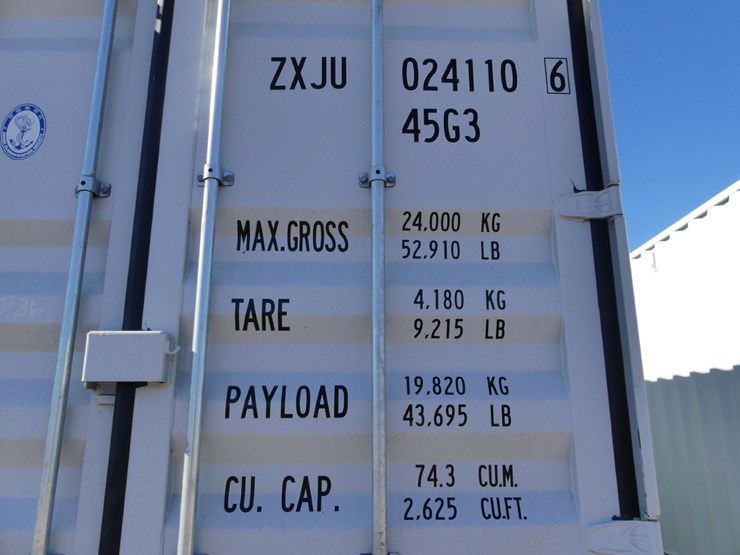 ZXJU 024110 6
45G3
MAX.GROSS 24.000 KG
52.910 LB
TARE 4.180 KG
9.215 LB
PAYLOAD 19.820 KG
43.695 LB
CU. CAP. 74.3 CU.M.
2.625 CU.FT.